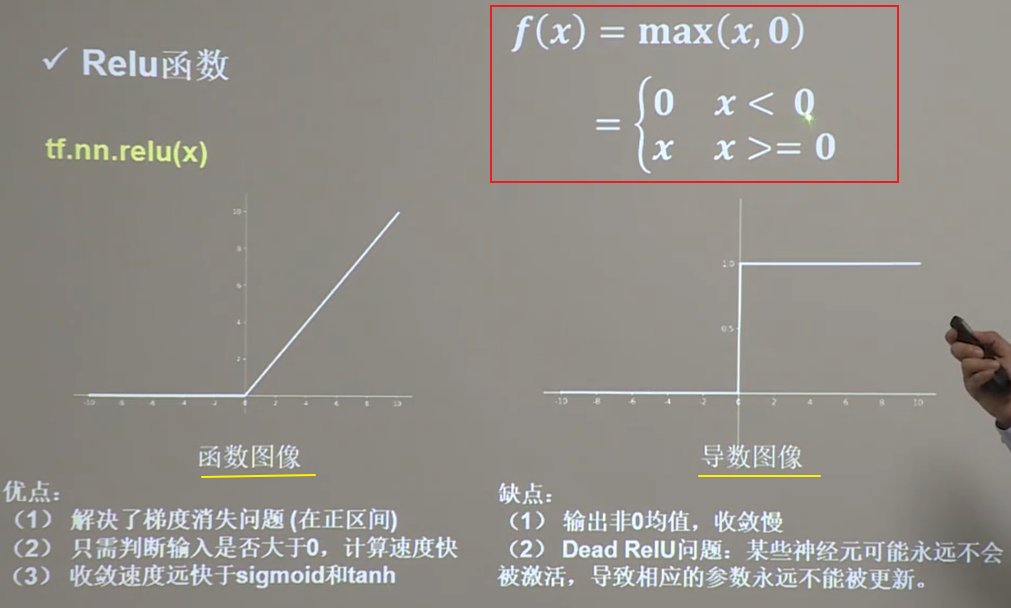 ✓ Relu函数
tf.nn.relu(x)
f(x) = max(x, 0)
= { 0 x < 0
x x >= 0
10
8
6
4
2
-10 -8 -6 -4 -2 0 2 4 6 8 10
函数图像
1.0
0.5
-10 -8 -6 -4 -2 0 2 4 6 8 10
导数图像
优点:
(1) 解决了梯度消失问题 (在正区间)
(2) 只需判断输入是否大于0,计算速度快
(3) 收敛速度远快于sigmoid和tanh
缺点:
(1) 输出非0均值,收敛慢
(2) Dead RelU问题:某些神经元可能永远不会
被激活,导致相应的参数永远不能被更新。